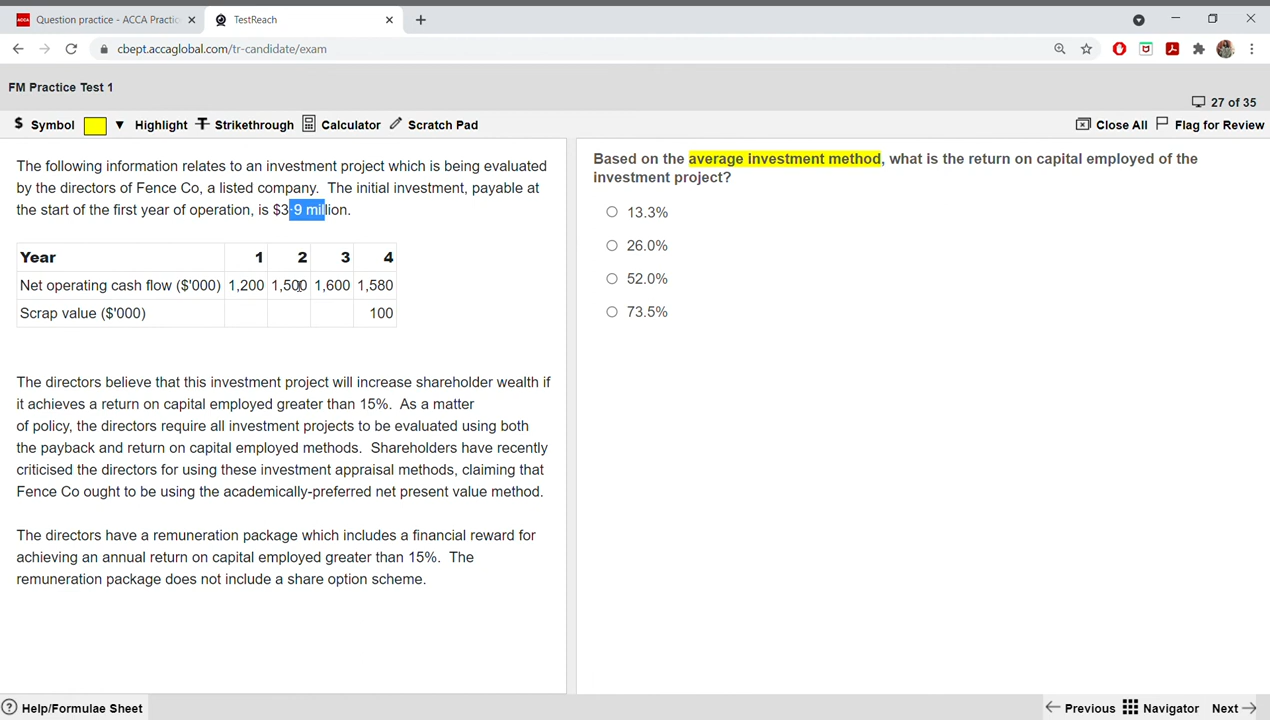 Question practice - ACCA Practic
TestReach
cbept.accaglobal.com/tr-candidate/exam
FM Practice Test 1
27 of 35
$ Symbol Highlight Strikethrough Calculator Scratch Pad
Close All Flag for Review
The following information relates to an investment project which is being evaluated
by the directors of Fence Co, a listed company. The initial investment, payable at
the start of the first year of operation, is $3·9 million.
Year 1 2 3 4
Net operating cash flow ($'000) 1,200 1,500 1,600 1,580
Scrap value ($'000) 100
The directors believe that this investment project will increase shareholder wealth if
it achieves a return on capital employed greater than 15%. As a matter
of policy, the directors require all investment projects to be evaluated using both
the payback and return on capital employed methods. Shareholders have recently
criticised the directors for using these investment appraisal methods, claiming that
Fence Co ought to be using the academically-preferred net present value method.
The directors have a remuneration package which includes a financial reward for
achieving an annual return on capital employed greater than 15%. The
remuneration package does not include a share option scheme.
Based on the average investment method, what is the return on capital employed of the
investment project?
13.3%
26.0%
52.0%
73.5%
Help/Formulae Sheet
Previous Navigator Next